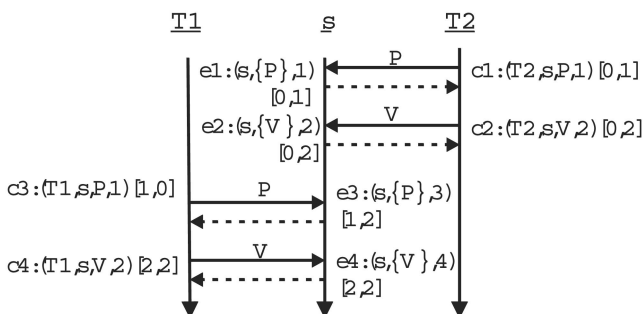 T1 s T2
e1:(s,{P},1) P c1:(T2,s,P,1)[0,1]
[0,1]
e2:(s,{V},2) V c2:(T2,s,V,2)[0,2]
[0,2]
c3:(T1,s,P,1)[1,0] P e3:(s,{P},3)
[1,2]
c4:(T1,s,V,2)[2,2] V e4:(s,{V},4)
[2,2]